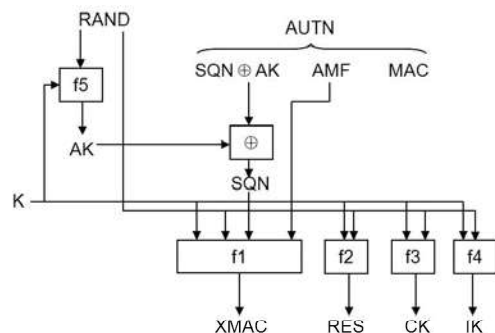 RAND
AUTN
SQN ⊕ AK AMF MAC
f5
AK
⊕
SQN
K
f1 f2 f3 f4
XMAC RES CK IK